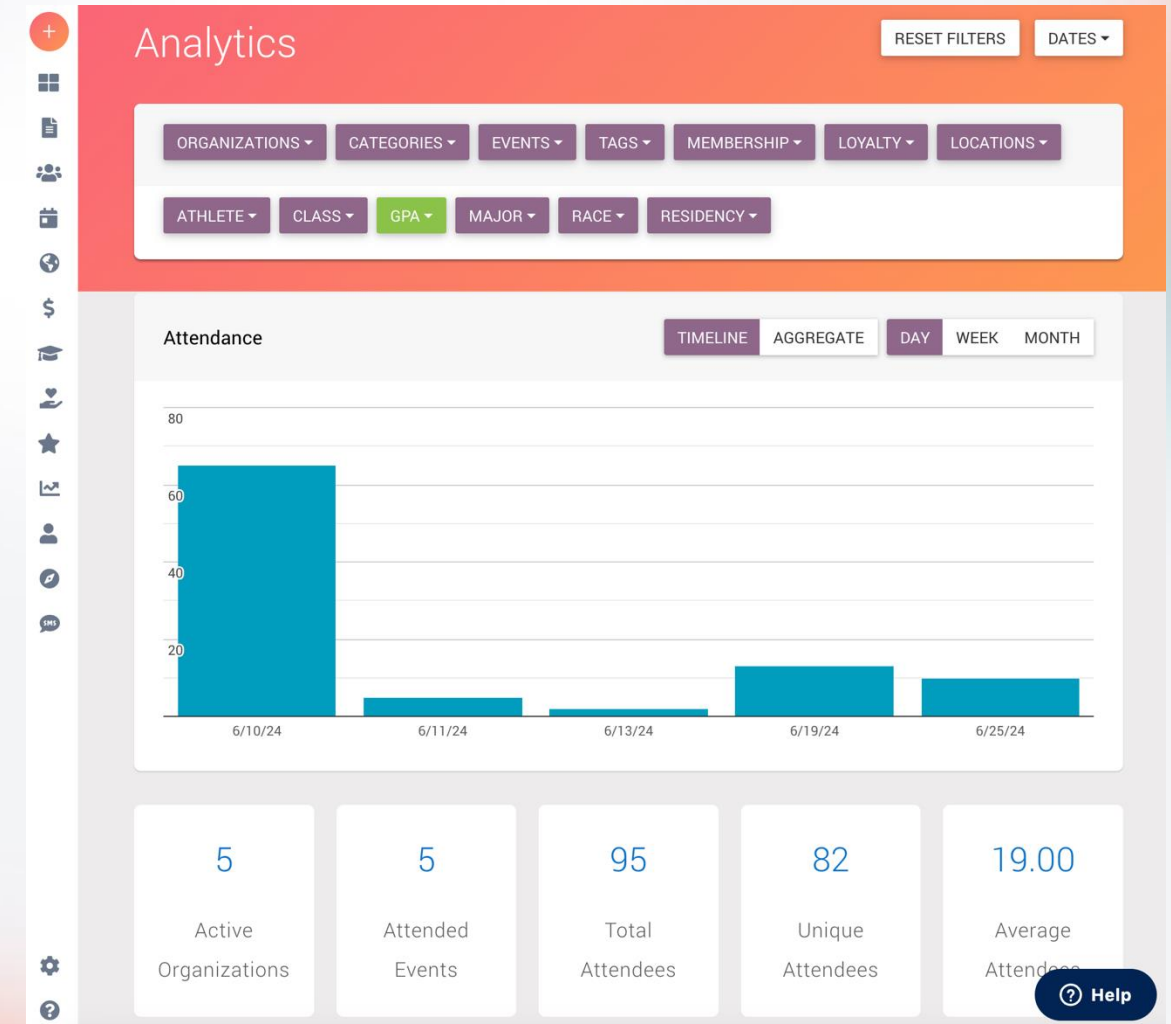 Analytics
RESET FILTERS
DATES
ORGANIZATIONS CATEGORIES EVENTS TAGS MEMBERSHIP LOYALTY LOCATIONS
ATHLETE CLASS GPA MAJOR RACE RESIDENCY
Attendance
TIMELINE AGGREGATE DAY WEEK MONTH
80
60
40
20
6/10/24 6/11/24 6/13/24 6/19/24 6/25/24
SMS
5
Active
Organizations
5
Attended
Events
95
Total
Attendees
82
Unique
Attendees
19.00
Average
Attendees
Help